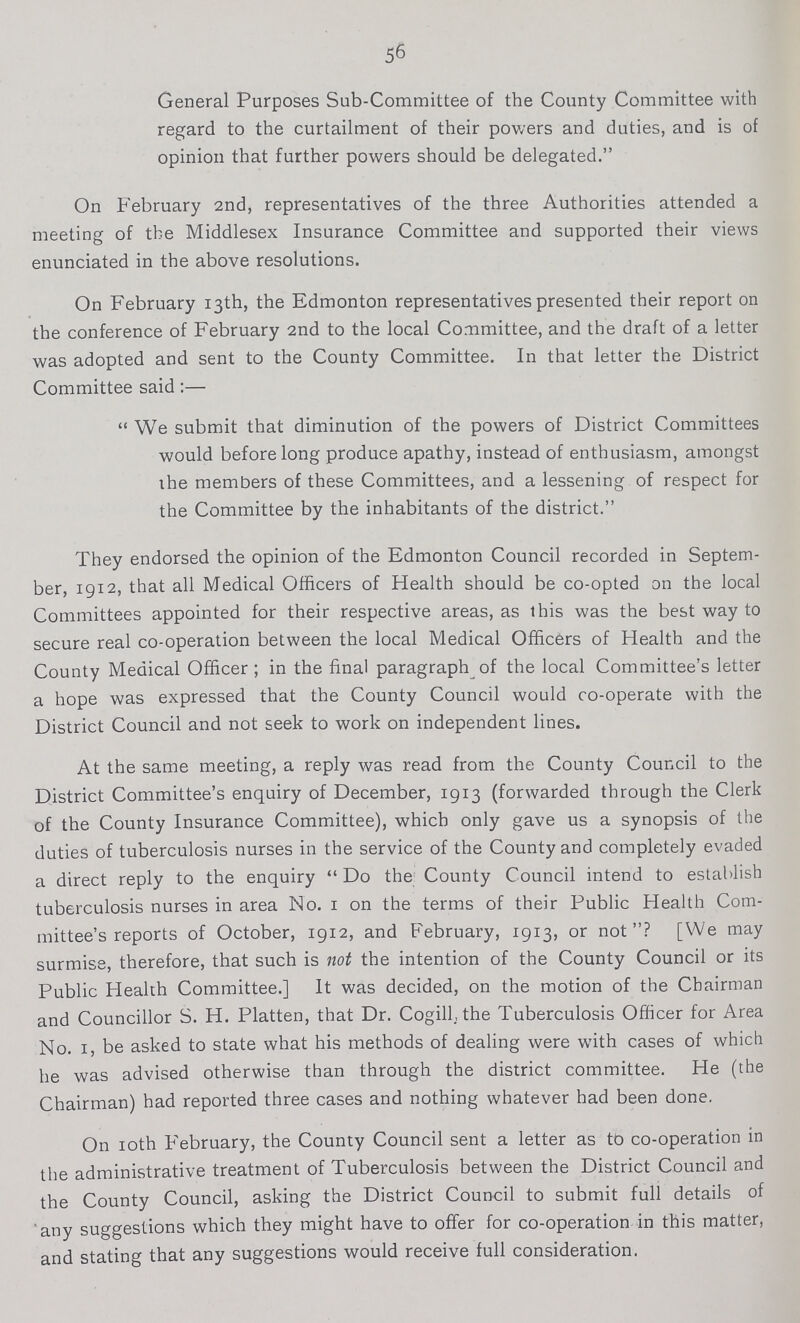 56
General Purposes Sub-Committee of the County Committee with
regard to the curtailment of their powers and duties, and is of
opinion that further powers should be delegated.”
On February 2nd, representatives of the three Authorities attended a
meeting of the Middlesex Insurance Committee and supported their views
enunciated in the above resolutions.
On February 13th, the Edmonton representatives presented their report on
the conference of February 2nd to the local Committee, and the draft of a letter
was adopted and sent to the County Committee. In that letter the District
Committee said :—
“ We submit that diminution of the powers of District Committees
would before long produce apathy, instead of enthusiasm, amongst
the members of these Committees, and a lessening of respect for
the Committee by the inhabitants of the district.”
They endorsed the opinion of the Edmonton Council recorded in Septem-
ber, 1912, that all Medical Officers of Health should be co-opted on the local
Committees appointed for their respective areas, as this was the best way to
secure real co-operation between the local Medical Officers of Health and the
County Medical Officer ; in the final paragraph of the local Committee’s letter
a hope was expressed that the County Council would co-operate with the
District Council and not seek to work on independent lines.
At the same meeting, a reply was read from the County Council to the
District Committee’s enquiry of December, 1913 (forwarded through the Clerk
of the County Insurance Committee), which only gave us a synopsis of the
duties of tuberculosis nurses in the service of the County and completely evaded
a direct reply to the enquiry “ Do the County Council intend to establish
tuberculosis nurses in area No. 1 on the terms of their Public Health Com-
mittee’s reports of October, 1912, and February, 1913, or not ”? [We may
surmise, therefore, that such is not the intention of the County Council or its
Public Health Committee.] It was decided, on the motion of the Chairman
and Councillor S. H. Platten, that Dr. Cogill, the Tuberculosis Officer for Area
No. 1, be asked to state what his methods of dealing were with cases of which
he was advised otherwise than through the district committee. He (the
Chairman) had reported three cases and nothing whatever had been done.
On 10th February, the County Council sent a letter as to co-operation in
the administrative treatment of Tuberculosis between the District Council and
the County Council, asking the District Council to submit full details of
any suggestions which they might have to offer for co-operation in this matter,
and stating that any suggestions would receive full consideration.